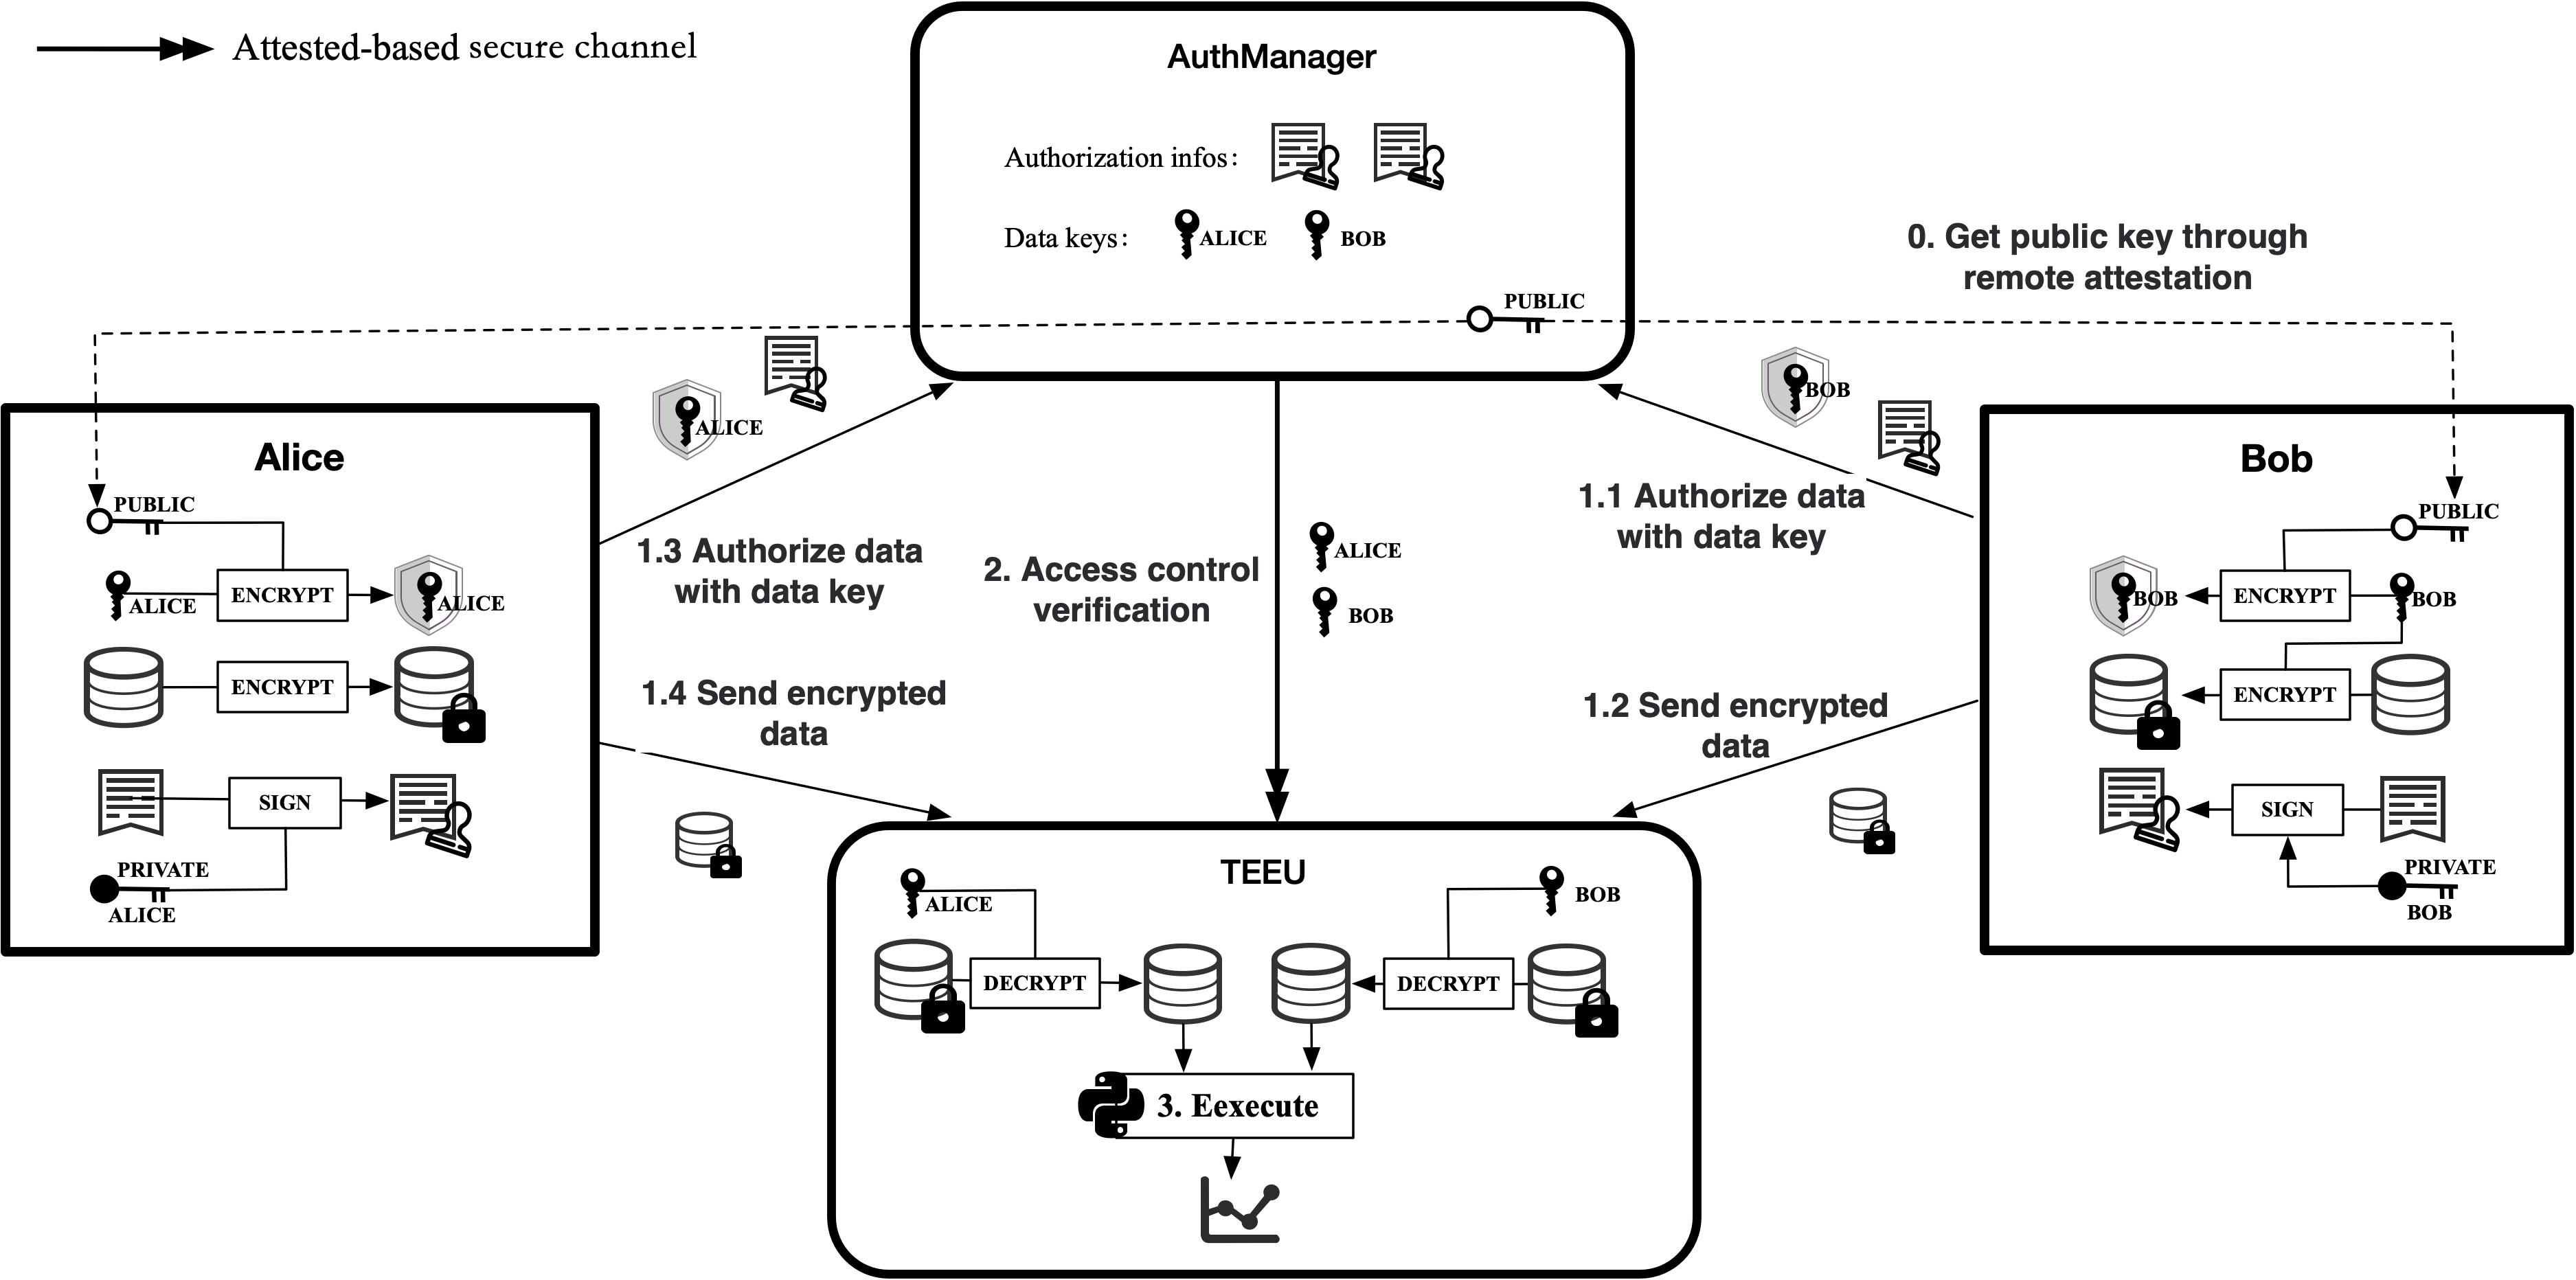 Attested-based secure channel
AuthManager
Authorization infos:
Data keys:
ALICE
BOB
PUBLIC
0. Get public key through
remote attestation
ALICE
BOB
Alice
PUBLIC
ALICE
ENCRYPT
ALICE
ENCRYPT
SIGN
PRIVATE
ALICE
1.3 Authorize data
with data key
1.4 Send encrypted
data
2. Access control
verification
ALICE
BOB
1.1 Authorize data
with data key
1.2 Send encrypted
data
Bob
PUBLIC
BOB
ENCRYPT
BOB
ENCRYPT
SIGN
PRIVATE
BOB
TEEU
ALICE
BOB
DECRYPT
DECRYPT
3. Eexecute